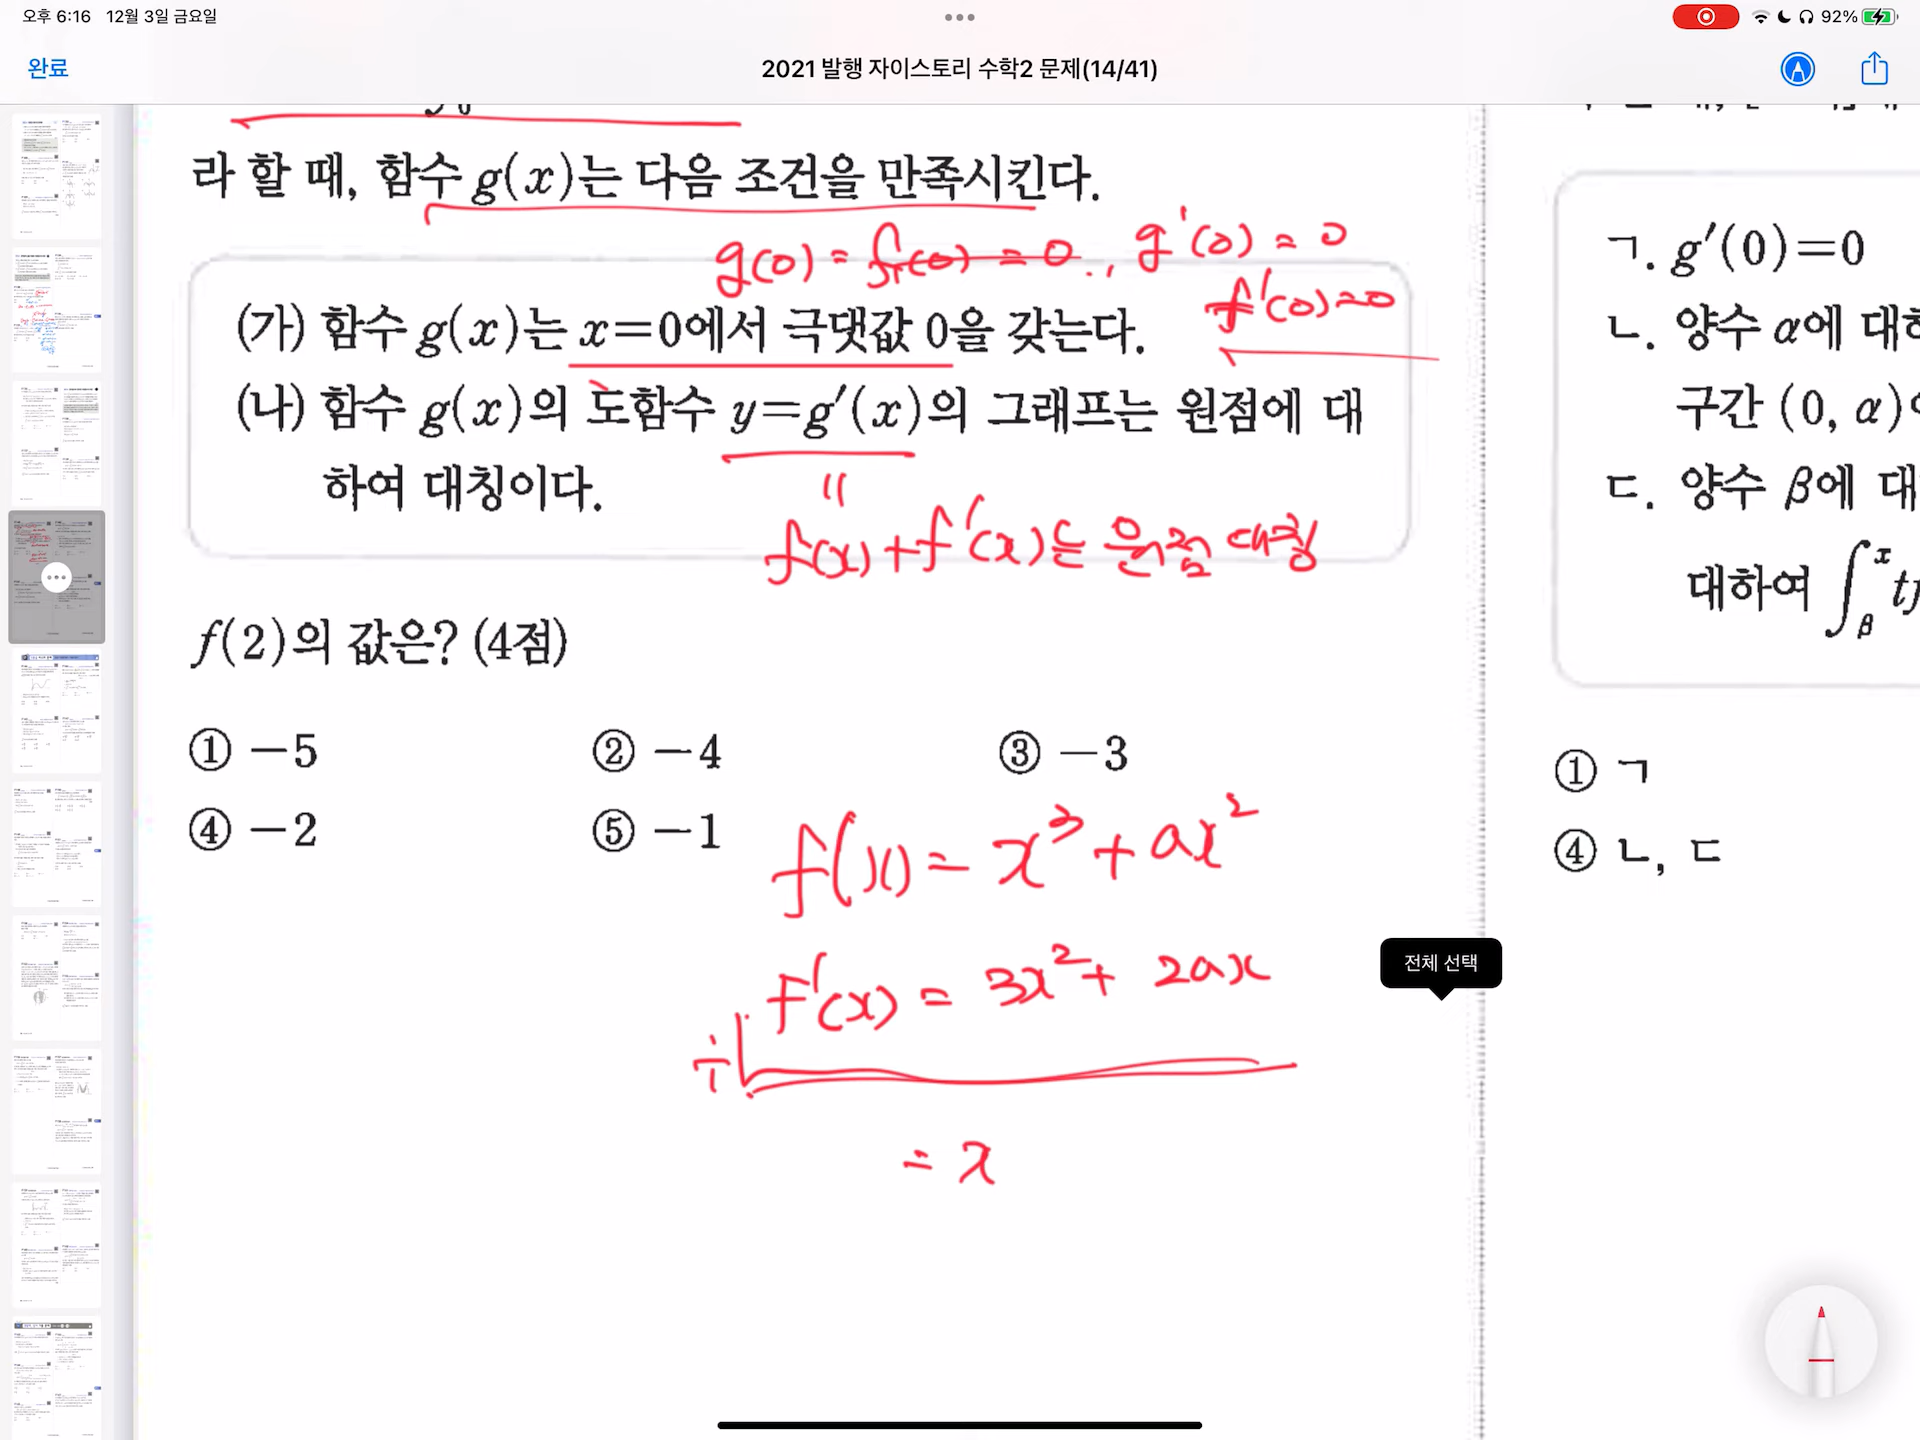 오후 6:16 12월 3일 금요일
92%
완료
2021 발행 자이스토리 수학2 문제(14/41)
라 할 때, 함수 g(x)는 다음 조건을 만족시킨다.
g(0) = f(0) = 0, g'(0) = 0
f'(0)=0
(가) 함수 g(x)는 x=0에서 극댓값 0을 갖는다.
(나) 함수 g(x)의 도함수 y=g′(x)의 그래프는 원점에 대
하여 대칭이다.
f(x)+f'(x)는 원점 대칭
f(2)의 값은? (4점)
① −5 ② −4 ③ −3
④ −2 ⑤ −1
f(x) = x³ + ax²
f'(x) = 3x² + 2ax
+
= x
ㄱ. g′(0)=0
ㄴ. 양수 α에 대하
구간 (0, α)
ㄷ. 양수 β에 대
대하여 ∫βˣ t
① ㄱ
④ ㄴ, ㄷ
전체 선택